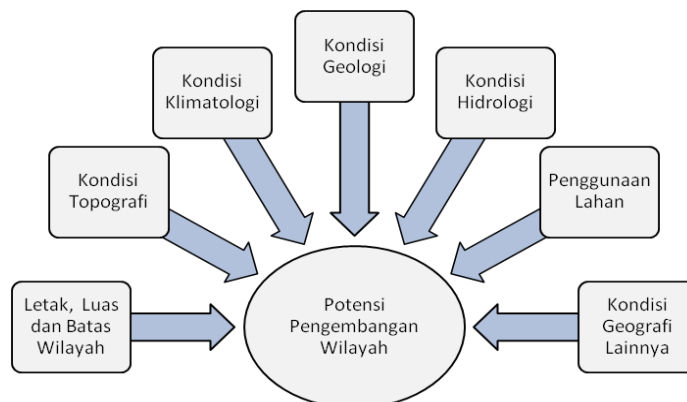 Kondisi
Geologi
Kondisi
Klimatologi
Kondisi
Hidrologi
Kondisi
Topografi
Penggunaan
Lahan
Letak, Luas
dan Batas
Wilayah
Potensi
Pengembangan
Wilayah
Kondisi
Geografi
Lainnya